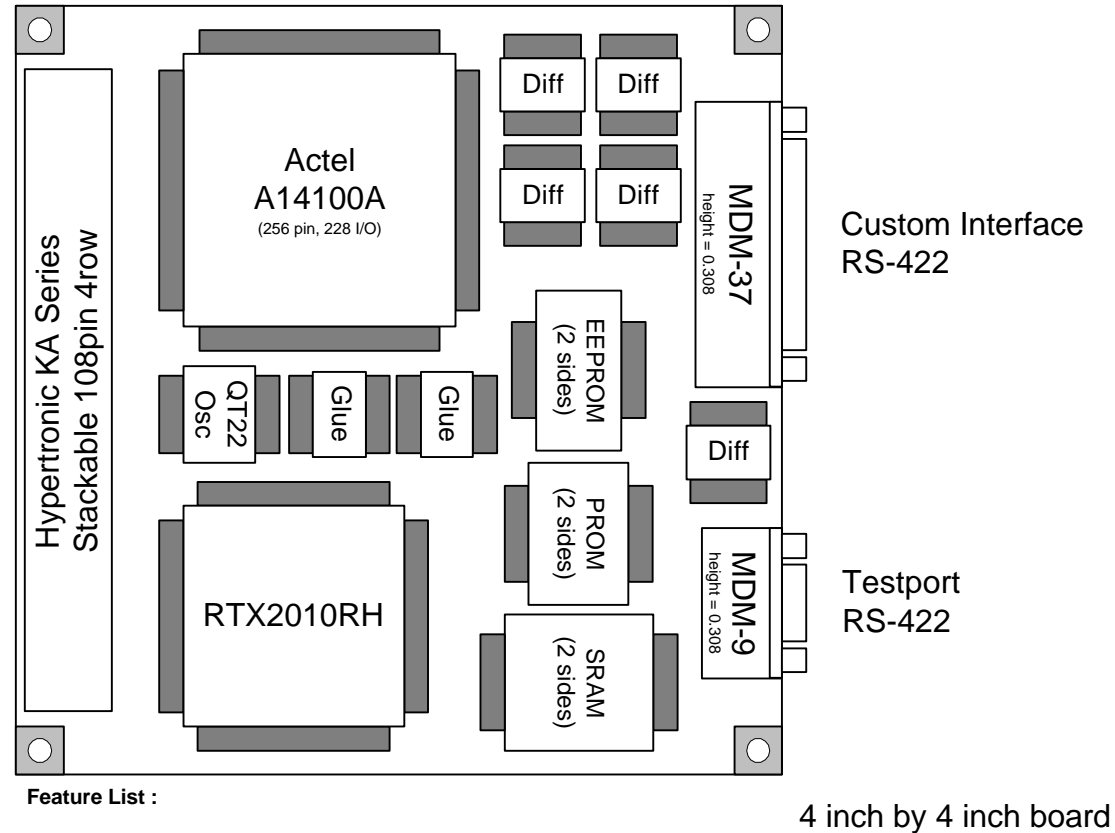 Hypertronic KA Series
Stackable 108pin 4row
Actel
A14100A
(256 pin, 228 I/O)
Diff
Diff
Diff
Diff
MDM-37
height = 0.308
Custom Interface
RS-422
EEPROM
(2 sides)
QT22
Osc
Glue
Glue
Diff
PROM
(2 sides)
RTX2010RH
SRAM
(2 sides)
MDM-9
height = 0.308
Testport
RS-422
Feature List :
4 inch by 4 inch board